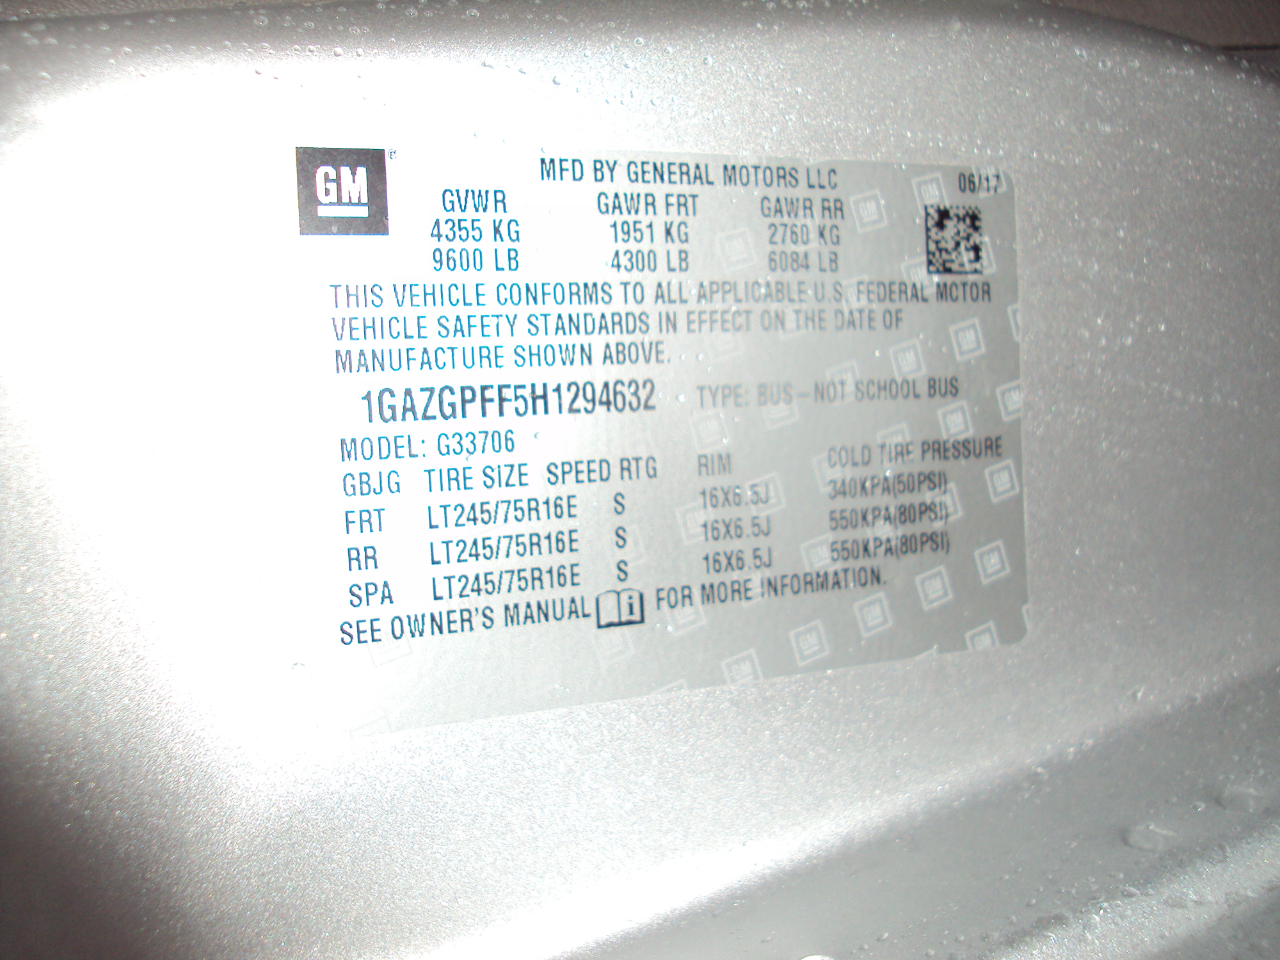 GM ®
MFD BY GENERAL MOTORS LLC 06/17
GVWR GAWR FRT GAWR RR
4355 KG 1951 KG 2760 KG
9600 LB 4300 LB 6084 LB
THIS VEHICLE CONFORMS TO ALL APPLICABLE U.S. FEDERAL MOTOR
VEHICLE SAFETY STANDARDS IN EFFECT ON THE DATE OF
MANUFACTURE SHOWN ABOVE.
1GAZGPFF5H1294632 TYPE: BUS-NOT SCHOOL BUS
MODEL: G33706
GBJG TIRE SIZE SPEED RTG RIM COLD TIRE PRESSURE
FRT LT245/75R16E S 16X6.5J 340KPA(50PSI)
RR LT245/75R16E S 16X6.5J 550KPA(80PSI)
SPA LT245/75R16E S 16X6.5J 550KPA(80PSI)
SEE OWNER'S MANUAL FOR MORE INFORMATION.